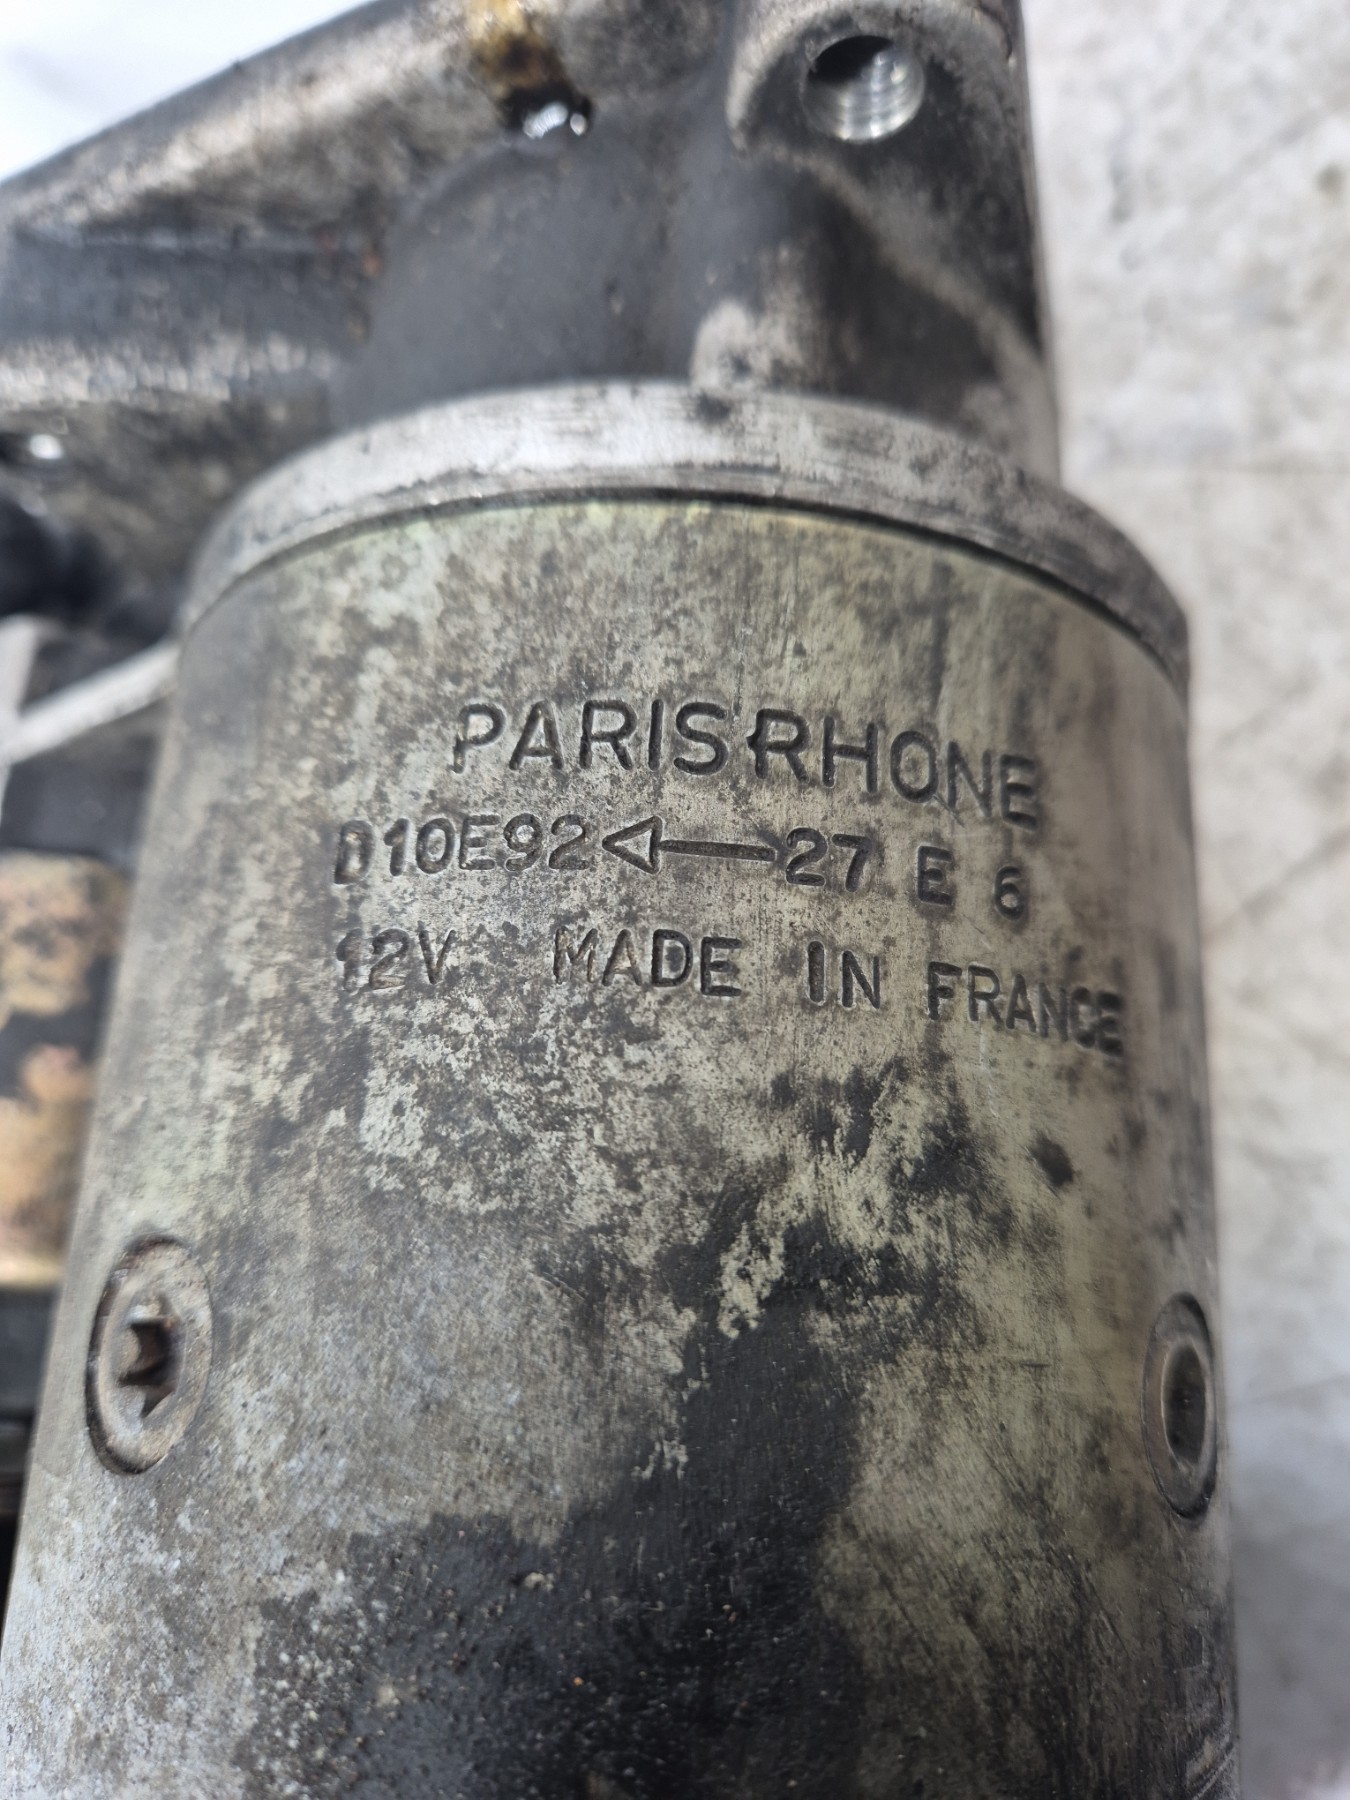 PARIS-RHONE
D10E92 ← 27 E 6
12V MADE IN FRANCE